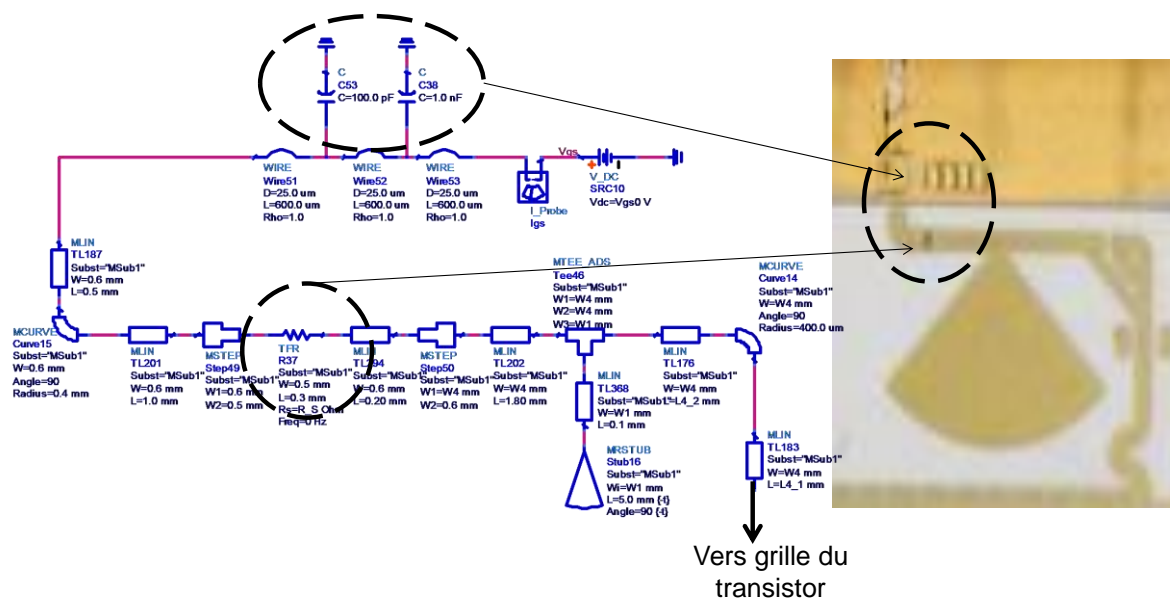 C
C53
C=100.0 pF
C
C38
C=1.0 nF
WIRE
Wire51
D=25.0 um
L=600.0 um
Rho=1.0
WIRE
Wire52
D=25.0 um
L=600.0 um
Rho=1.0
WIRE
Wire53
D=25.0 um
L=600.0 um
Rho=1.0
I_Probe
Igs
Vgs
V_DC
SRC10
Vdc=Vgs0 V
MLIN
TL187
Subst="MSub1"
W=0.6 mm
L=0.5 mm
MCURVE
Curve15
Subst="MSub1"
W=0.6 mm
Angle=90
Radius=0.4 mm
MLIN
TL201
Subst="MSub1"
W=0.6 mm
L=1.0 mm
MSTEP
Step49
Subst="MSub1"
W1=0.6 mm
W2=0.5 mm
TFR
R37
Subst="MSub1"
W=0.5 mm
L=0.3 mm
Rs=R_S Ohm
Freq=0 Hz
MLIN
TL294
Subst="MSub1"
W=0.6 mm
L=0.20 mm
MSTEP
Step50
Subst="MSub1"
W1=W4 mm
W2=0.6 mm
MLIN
TL202
Subst="MSub1"
W=W4 mm
L=1.80 mm
MTEE_ADS
Tee46
Subst="MSub1"
W1=W4 mm
W2=W4 mm
W3=W1 mm
MLIN
TL368
Subst="MSub1"
W=W1 mm
L=0.1 mm
MRSTUB
Stub16
Subst="MSub1"
Wi=W1 mm
L=5.0 mm {-t}
Angle=90 {-t}
MLIN
TL176
Subst="MSub1"
W=W4 mm
L=L4_2 mm
MCURVE
Curve14
Subst="MSub1"
W=W4 mm
Angle=90
Radius=400.0 um
MLIN
TL183
Subst="MSub1"
W=W4 mm
L=L4_1 mm
Vers grille du
transistor